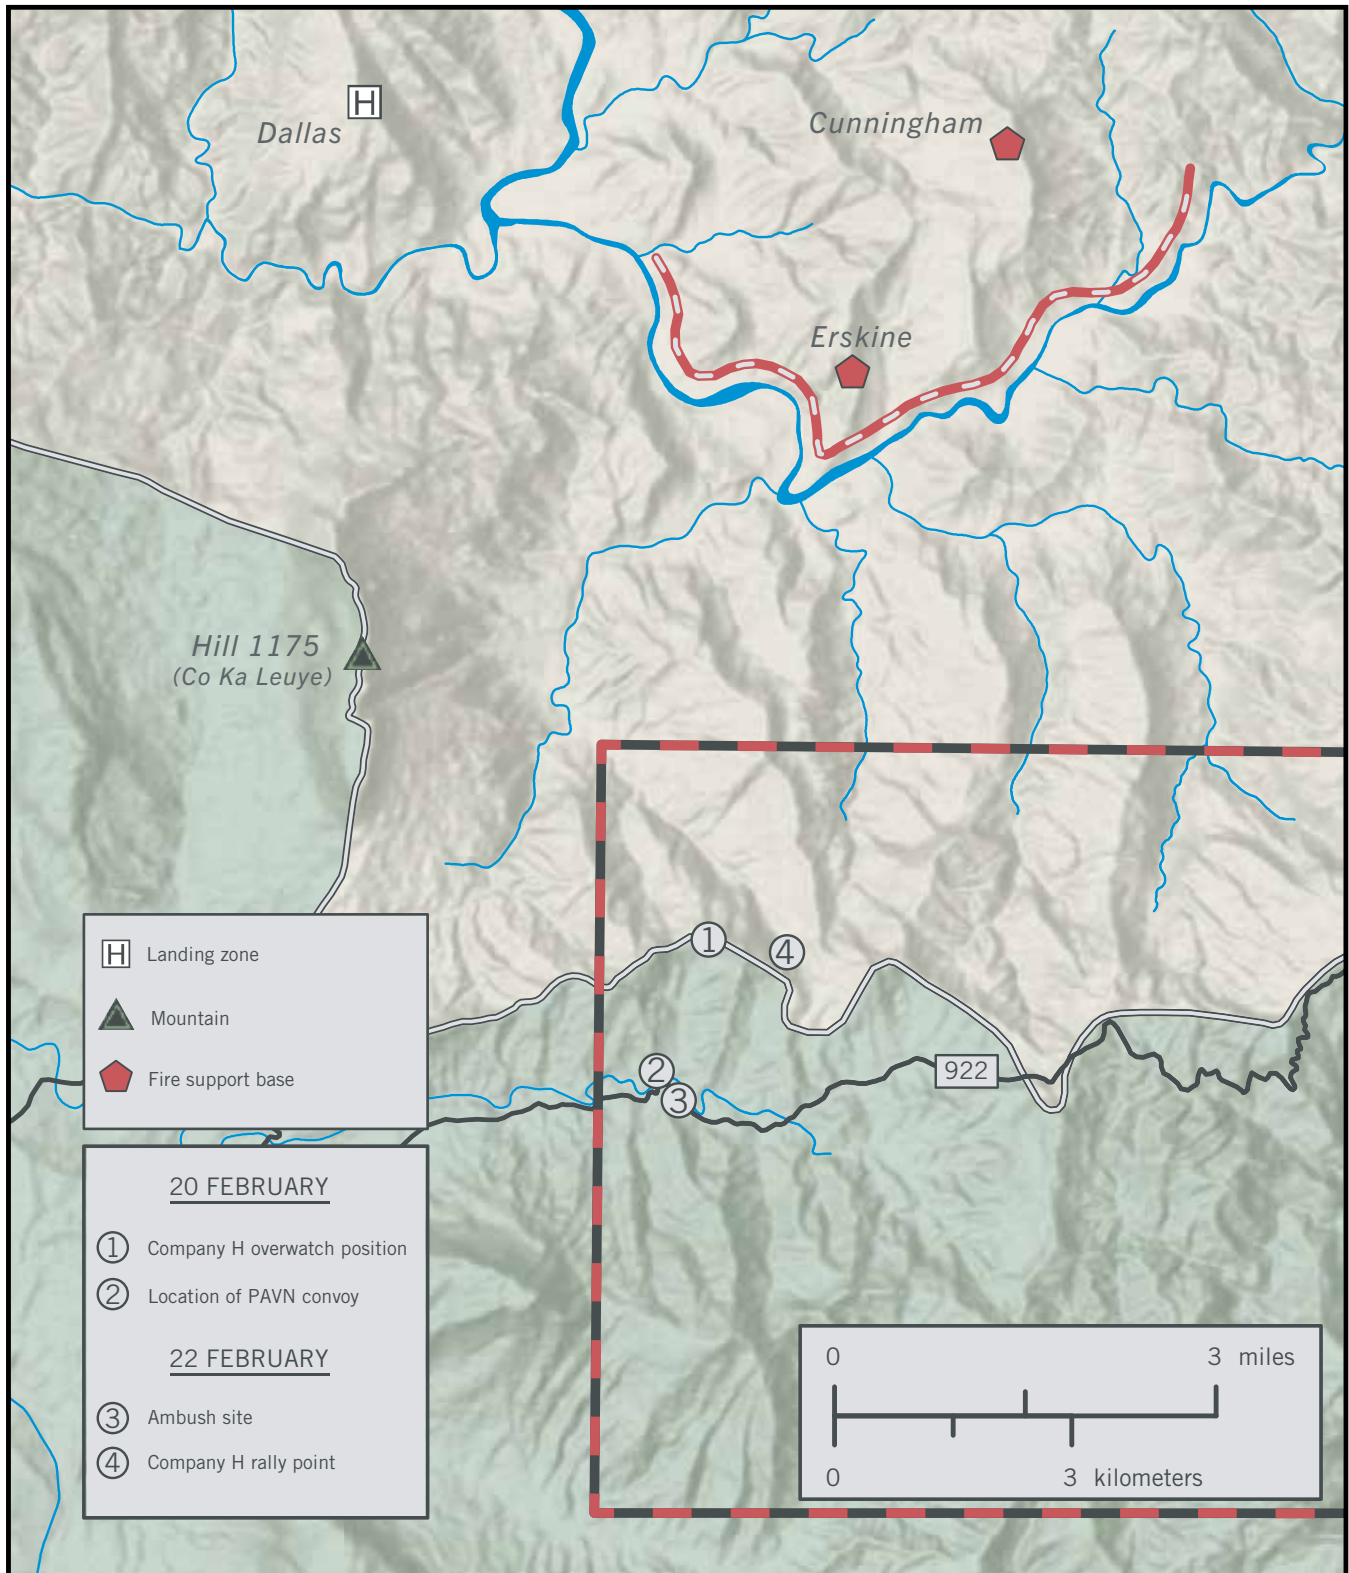 H
Dallas
Cunningham
Erskine
Hill 1175
(Co Ka Leuye)
1
4
2
3
922
H Landing zone
Mountain
Fire support base
20 FEBRUARY
1 Company H overwatch position
2 Location of PAVN convoy
22 FEBRUARY
3 Ambush site
4 Company H rally point
0 3 miles
0 3 kilometers